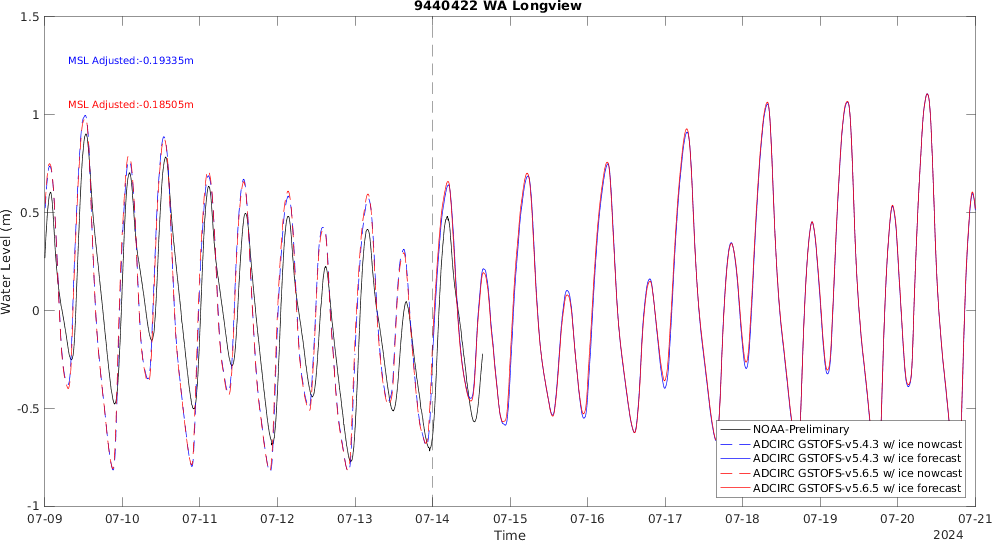 9440422 WA Longview
1.5
MSL Adjusted:-0.19335m
MSL Adjusted:-0.18505m
1
0.5
0
-0.5
-1
Water Level (m)
NOAA-Preliminary
ADCIRC GSTOFS-v5.4.3 w/ ice nowcast
ADCIRC GSTOFS-v5.4.3 w/ ice forecast
ADCIRC GSTOFS-v5.6.5 w/ ice nowcast
ADCIRC GSTOFS-v5.6.5 w/ ice forecast
07-09 07-10 07-11 07-12 07-13 07-14 07-15 07-16 07-17 07-18 07-19 07-20 07-21
Time
2024